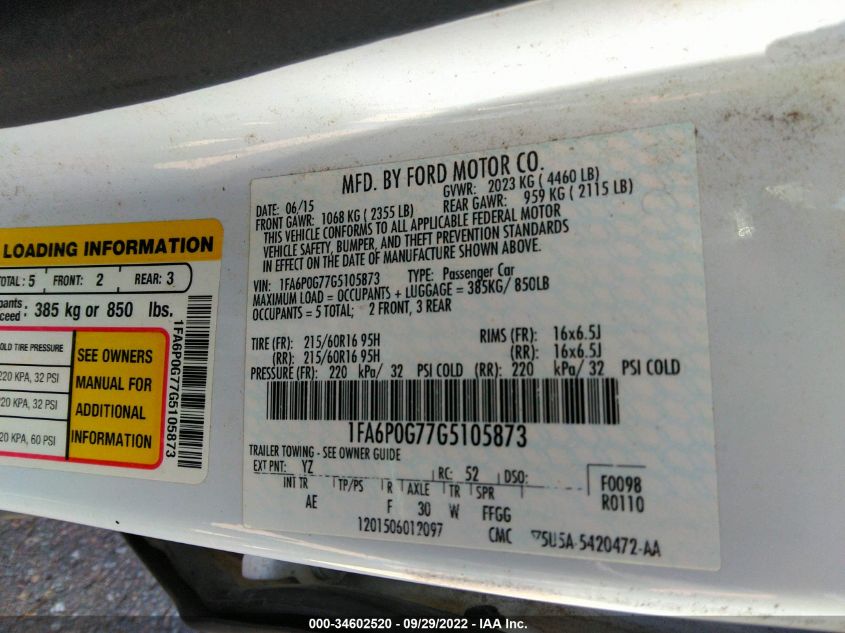 LOADING INFORMATION
TOTAL: 5 FRONT: 2 REAR: 3
385 kg or 850 lbs.
OLD TIRE PRESSURE
220 KPA, 32 PSI
220 KPA, 32 PSI
20 KPA, 60 PSI
SEE OWNERS
MANUAL FOR
ADDITIONAL
INFORMATION
1FA6P0G77G5105873
MFD. BY FORD MOTOR CO.
DATE: 06/15 GVWR: 2023 KG ( 4460 LB)
FRONT GAWR: 1068 KG ( 2355 LB) REAR GAWR: 959 KG ( 2115 LB)
THIS VEHICLE CONFORMS TO ALL APPLICABLE FEDERAL MOTOR
VEHICLE SAFETY, BUMPER, AND THEFT PREVENTION STANDARDS
IN EFFECT ON THE DATE OF MANUFACTURE SHOWN ABOVE.
VIN: 1FA6P0G77G5105873 TYPE: Passenger Car
MAXIMUM LOAD = OCCUPANTS + LUGGAGE = 385KG/ 850LB
OCCUPANTS = 5 TOTAL; 2 FRONT, 3 REAR
TIRE (FR): 215/60R16 95H RIMS (FR): 16x6.5J
(RR): 215/60R16 95H (RR): 16x6.5J
PRESSURE (FR): 220 kPa/ 32 PSI COLD (RR): 220 kPa/ 32 PSI COLD
1FA6P0G77G5105873
TRAILER TOWING - SEE OWNER GUIDE
EXT PNT: YZ RC: 52 DSO: F0098
INT TR TP/PS R AXLE TR SPR R0110
AE F 30 W FFGG
1201506012097 CMC 5U5A-5420472-AA
000-34602520 - 09/29/2022 - IAA Inc.